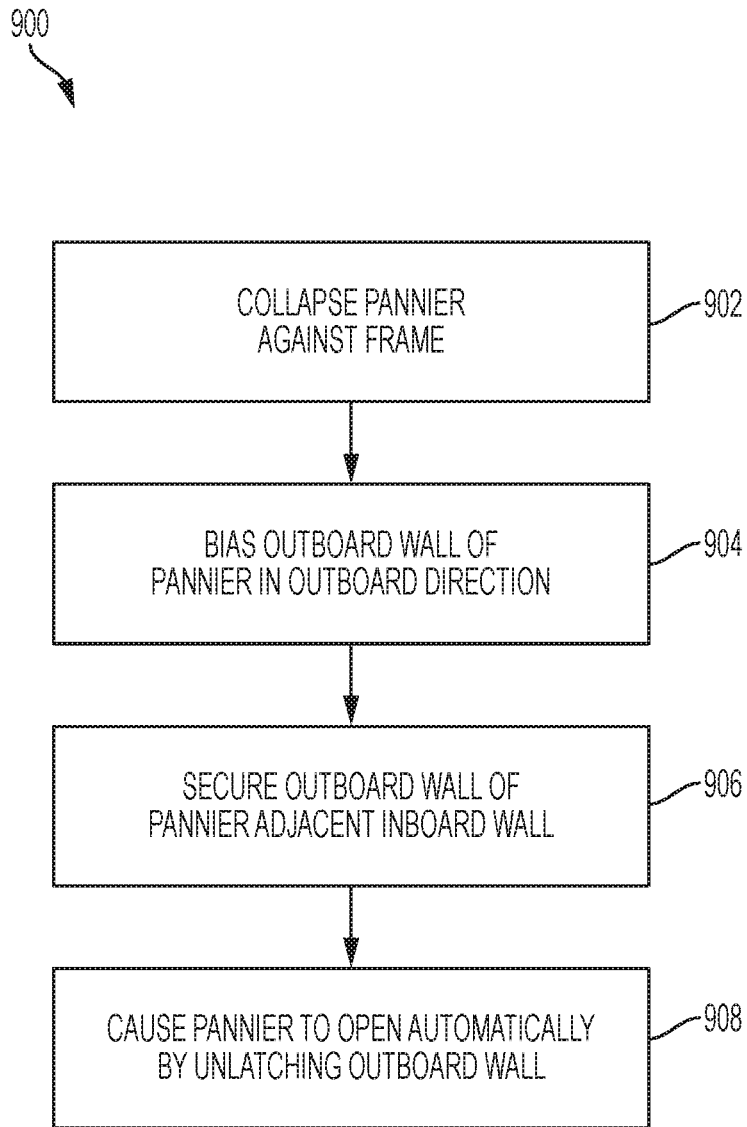 900
COLLAPSE PANNIER
AGAINST FRAME
902
BIAS OUTBOARD WALL OF
PANNIER IN OUTBOARD DIRECTION
904
SECURE OUTBOARD WALL OF
PANNIER ADJACENT INBOARD WALL
906
CAUSE PANNIER TO OPEN AUTOMATICALLY
BY UNLATCHING OUTBOARD WALL
908